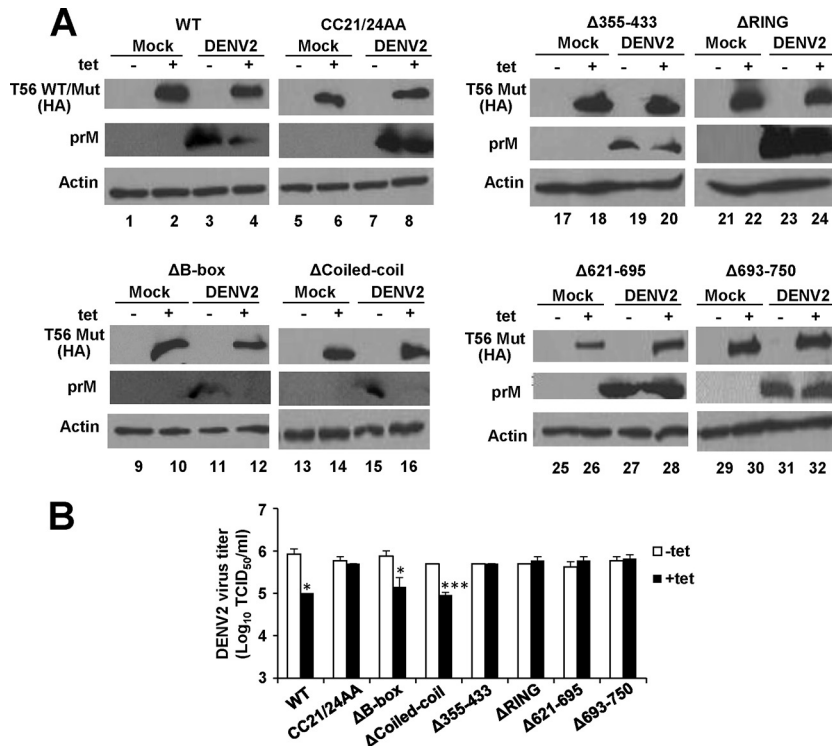 A
WT
CC21/24AA
Mock DENV2 Mock DENV2
tet - + - + - + - +
T56 WT/Mut
(HA)
prM
Actin
1 2 3 4 5 6 7 8
Δ355-433
ΔRING
Mock DENV2 Mock DENV2
tet - + - + - + - +
T56 Mut
(HA)
prM
Actin
17 18 19 20 21 22 23 24
ΔB-box
ΔCoiled-coil
Mock DENV2 Mock DENV2
tet - + - + - + - +
T56 Mut
(HA)
prM
Actin
9 10 11 12 13 14 15 16
Δ621-695
Δ693-750
Mock DENV2 Mock DENV2
tet - + - + - + - +
T56 Mut
(HA)
prM
Actin
25 26 27 28 29 30 31 32
B
DENV2 virus titer
(Log10 TCID50/ml)
7
6
5
4
3
* * ***
-tet
+tet
WT
CC21/24AA
ΔB-box
ΔCoiled-coil
Δ355-433
ΔRING
Δ621-695
Δ693-750